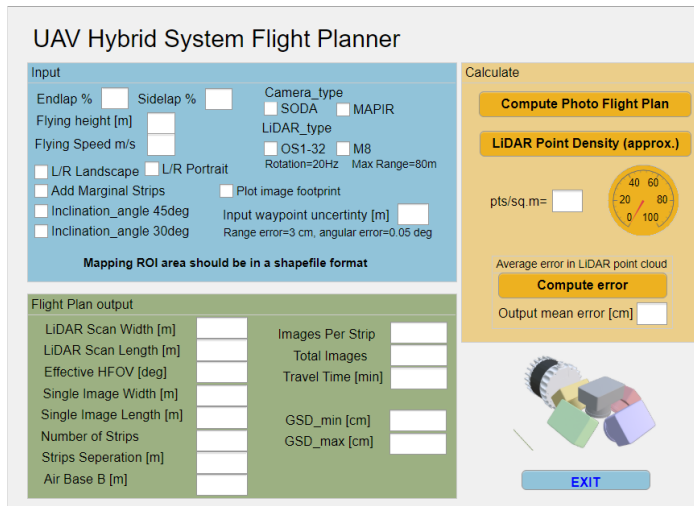 UAV Hybrid System Flight Planner
Input
Endlap % Sidelap %
Flying height [m]
Flying Speed m/s
Camera_type
SODA MAPIR
LiDAR_type
OS1-32 M8
Rotation=20Hz Max Range=80m
L/R Landscape L/R Portrait
Add Marginal Strips Plot image footprint
Inclination_angle 45deg
Inclination_angle 30deg
Input waypoint uncertinty [m]
Range error=3 cm, angular error=0.05 deg
Mapping ROI area should be in a shapefile format
Calculate
Compute Photo Flight Plan
LiDAR Point Density (approx.)
pts/sq.m=
40 60
20 80
0 100
Average error in LiDAR point cloud
Compute error
Output mean error [cm]
Flight Plan output
LiDAR Scan Width [m]
LiDAR Scan Length [m]
Effective HFOV [deg]
Single Image Width [m]
Single Image Length [m]
Number of Strips
Strips Seperation [m]
Air Base B [m]
Images Per Strip
Total Images
Travel Time [min]
GSD_min [cm]
GSD_max [cm]
EXIT